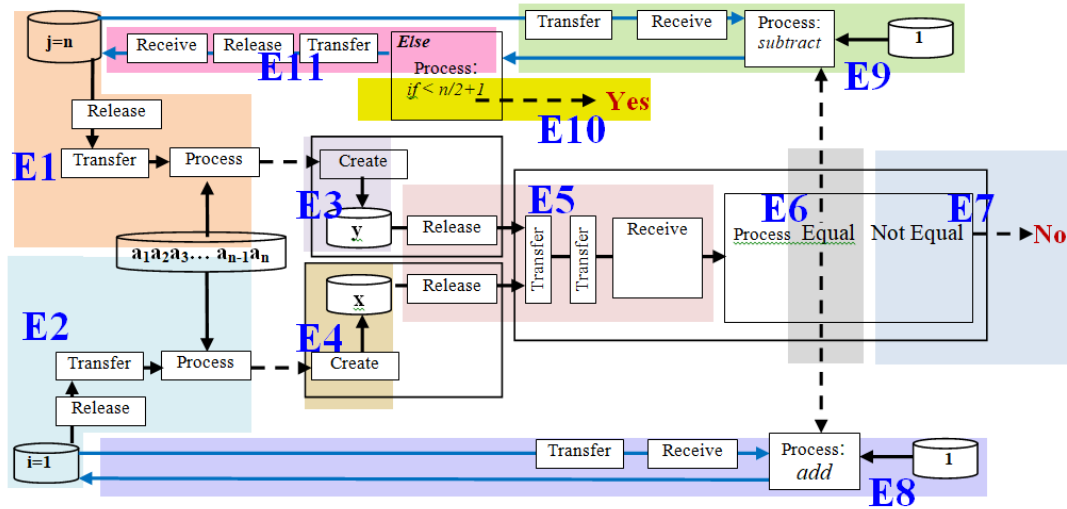 j=n
Transfer
Receive
Process:
subtract
1
E9
Receive
Release
Transfer
E11
Else
Process:
if < n/2+1
Yes
E10
Release
E1
Transfer
Process
Create
E3
y
Release
E5
Transfer
Transfer
Receive
E6
Process Equal
Not Equal
E7
No
a1a2a3… an-1an
x
Release
E4
Create
E2
Transfer
Process
Release
i=1
Transfer
Receive
Process:
add
1
E8